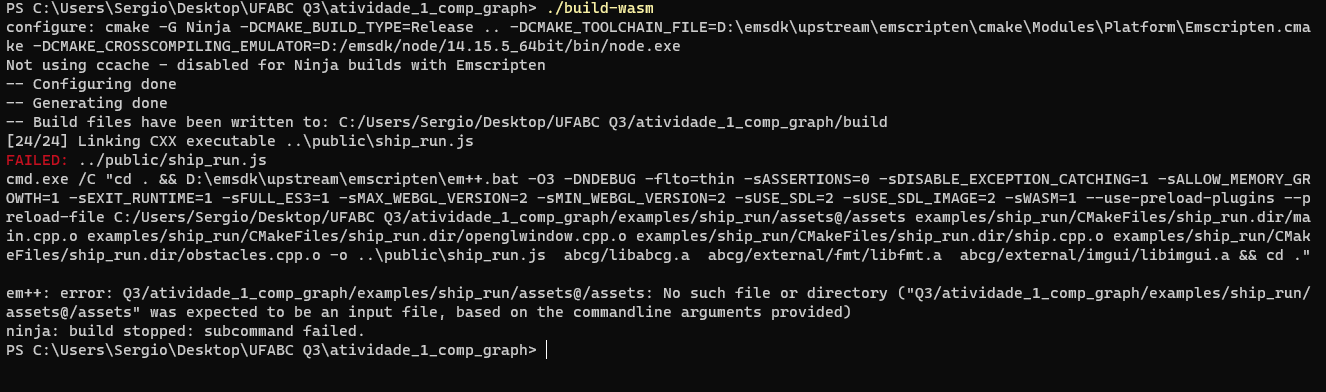 PS C:\Users\Sergio\Desktop\UFABC Q3\atividade_1_comp_graph> ./build-wasm
configure: cmake -G Ninja -DCMAKE_BUILD_TYPE=Release .. -DCMAKE_TOOLCHAIN_FILE=D:\emsdk\upstream\emscripten\cmake\Modules\Platform\Emscripten.cma
ke -DCMAKE_CROSSCOMPILING_EMULATOR=D:/emsdk/node/14.15.5_64bit/bin/node.exe
Not using ccache - disabled for Ninja builds with Emscripten
-- Configuring done
-- Generating done
-- Build files have been written to: C:/Users/Sergio/Desktop/UFABC Q3/atividade_1_comp_graph/build
[24/24] Linking CXX executable ..\public\ship_run.js
FAILED: ../public/ship_run.js
cmd.exe /C "cd . && D:\emsdk\upstream\emscripten\em++.bat -O3 -DNDEBUG -flto=thin -sASSERTIONS=0 -sDISABLE_EXCEPTION_CATCHING=1 -sALLOW_MEMORY_GR
OWTH=1 -sEXIT_RUNTIME=1 -sFULL_ES3=1 -sMAX_WEBGL_VERSION=2 -sMIN_WEBGL_VERSION=2 -sUSE_SDL=2 -sUSE_SDL_IMAGE=2 -sWASM=1 --use-preload-plugins --p
reload-file C:/Users/Sergio/Desktop/UFABC Q3/atividade_1_comp_graph/examples/ship_run/assets@/assets examples/ship_run/CMakeFiles/ship_run.dir/ma
in.cpp.o examples/ship_run/CMakeFiles/ship_run.dir/openglwindow.cpp.o examples/ship_run/CMakeFiles/ship_run.dir/ship.cpp.o examples/ship_run/CMak
eFiles/ship_run.dir/obstacles.cpp.o -o ..\public\ship_run.js  abcg/libabcg.a  abcg/external/fmt/libfmt.a  abcg/external/imgui/libimgui.a && cd ."
em++: error: Q3/atividade_1_comp_graph/examples/ship_run/assets@/assets: No such file or directory ("Q3/atividade_1_comp_graph/examples/ship_run/
assets@/assets" was expected to be an input file, based on the commandline arguments provided)
ninja: build stopped: subcommand failed.
PS C:\Users\Sergio\Desktop\UFABC Q3\atividade_1_comp_graph>